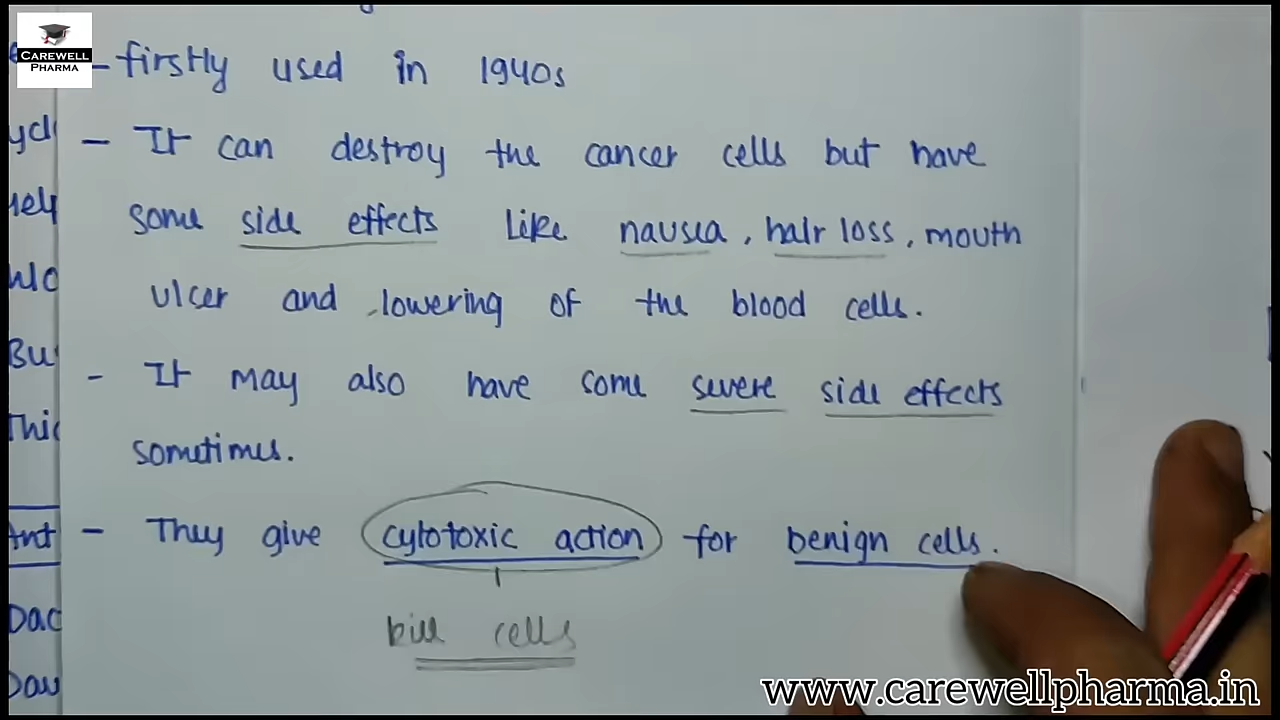 CAREWELL
PHARMA
- firstly used in 1940s
- It can destroy the cancer cells but have
some side effects like nausea, hair loss, mouth
ulcer and lowering of the blood cells.
- It may also have some severe side effects
sometimes.
- They give cytotoxic action for benign cells.
kill cells
www.carewellpharma.in